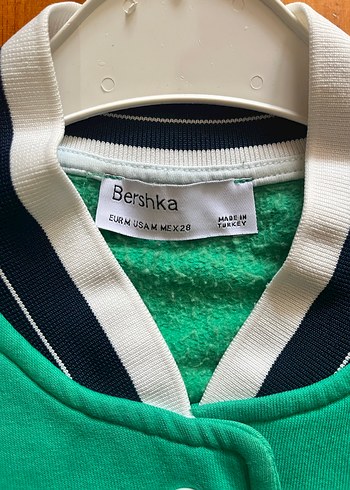 Bershka
EUR M USA M MEX 28
MADE IN
TURKEY